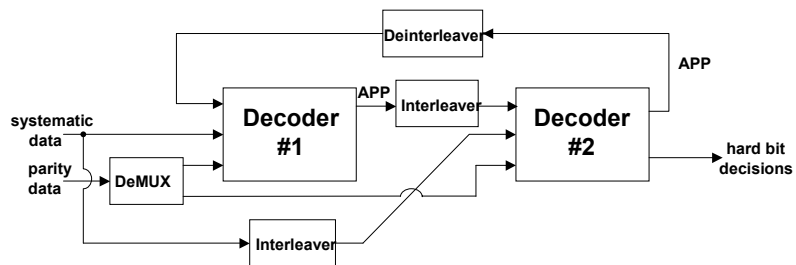 Deinterleaver
APP
APP
Interleaver
Decoder
#1
Decoder
#2
systematic
data
parity
data
DeMUX
hard bit
decisions
Interleaver